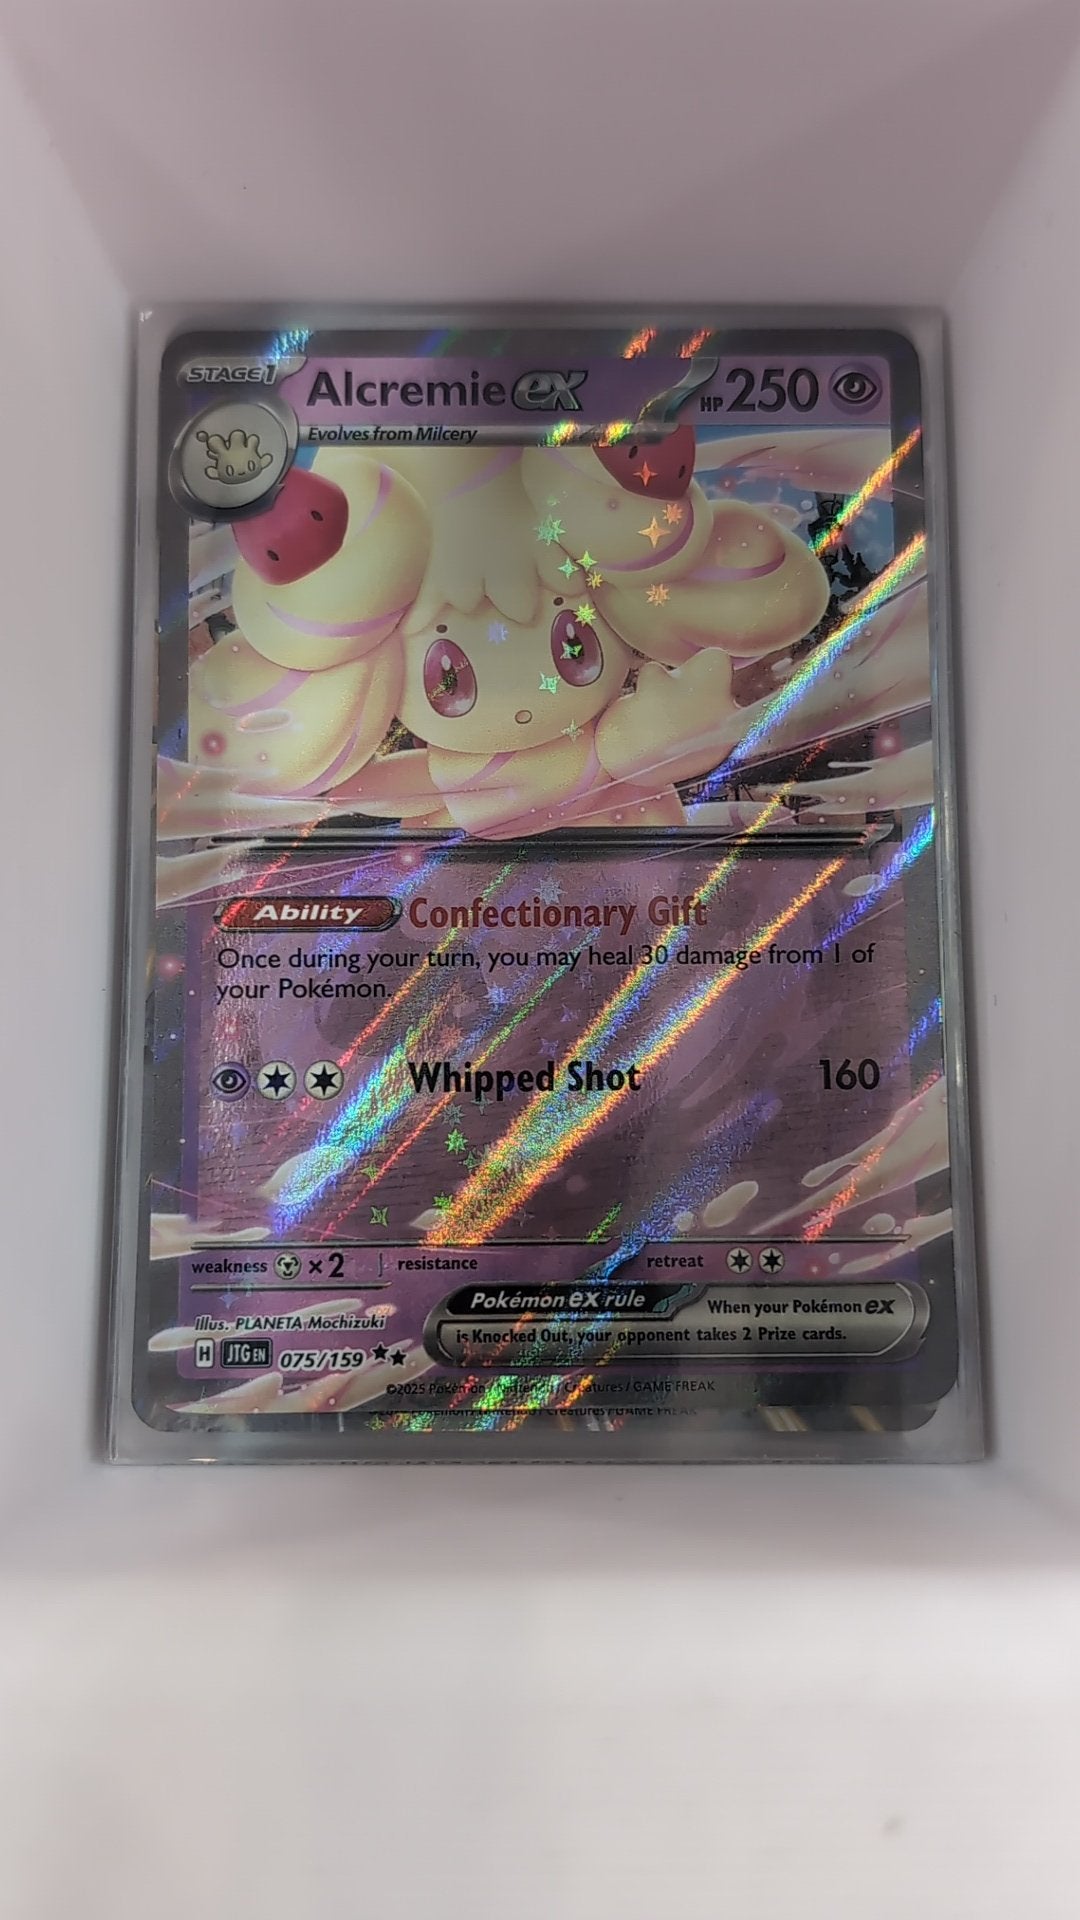 STAGE1
Alcremie ex
HP 250
Evolves from Milcery
Ability Confectionary Gift
Once during your turn, you may heal 30 damage from 1 of
your Pokémon.
Whipped Shot 160
weakness ×2 resistance retreat
Pokémon ex rule When your Pokémon ex
is Knocked Out, your opponent takes 2 Prize cards.
Illus. PLANETA Mochizuki
H JTG EN 075/159
©2025 Pokémon / Nintendo / Creatures / GAME FREAK